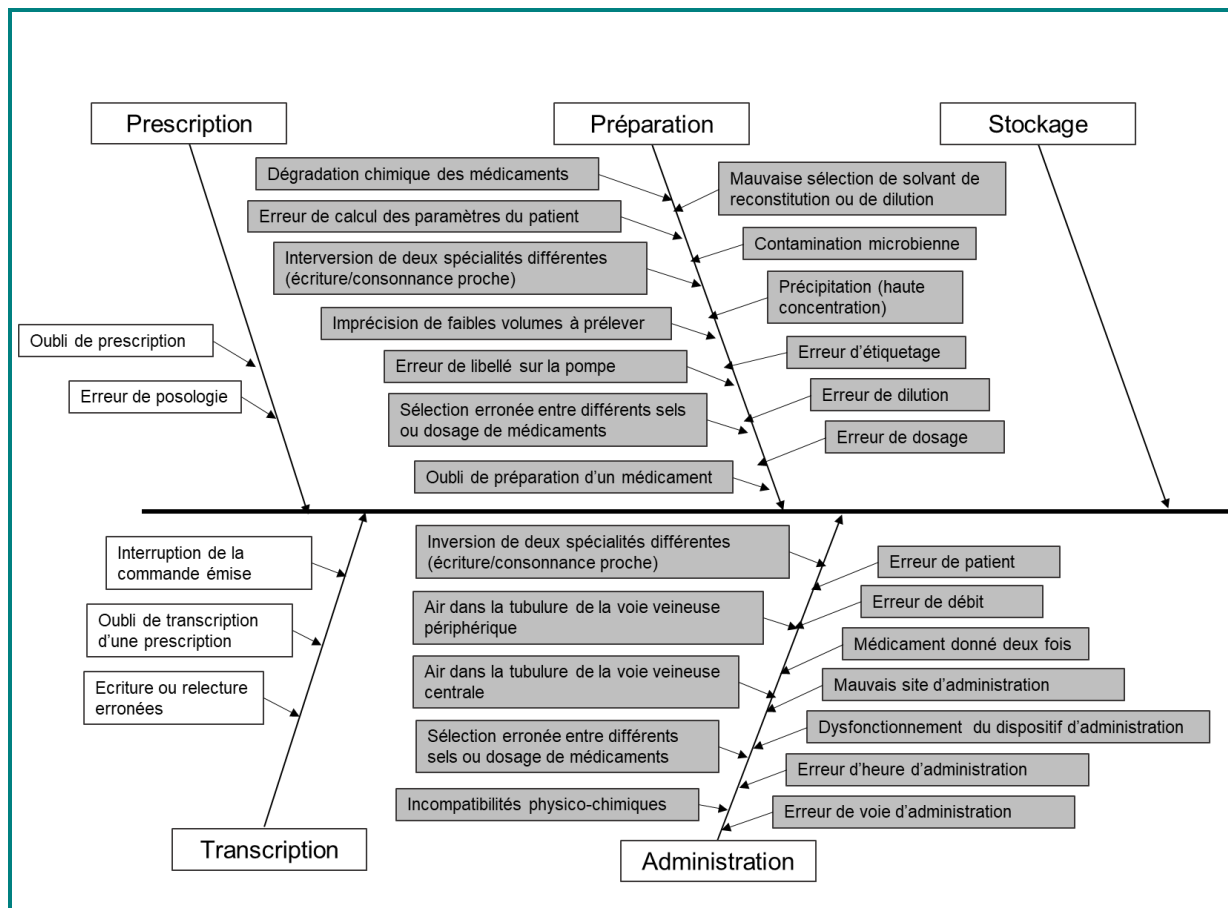 Prescription
Préparation
Stockage
Dégradation chimique des médicaments
Erreur de calcul des paramètres du patient
Interversion de deux spécialités différentes
(écriture/consonnance proche)
Imprécision de faibles volumes à prélever
Erreur de libellé sur la pompe
Sélection erronée entre différents sels
ou dosage de médicaments
Oubli de préparation d'un médicament
Mauvaise sélection de solvant de
reconstitution ou de dilution
Contamination microbienne
Précipitation (haute
concentration)
Erreur d'étiquetage
Erreur de dilution
Erreur de dosage
Oubli de prescription
Erreur de posologie
Interruption de la
commande émise
Oubli de transcription
d'une prescription
Ecriture ou relecture
erronées
Inversion de deux spécialités différentes
(écriture/consonnance proche)
Air dans la tubulure de la voie veineuse
périphérique
Air dans la tubulure de la voie veineuse
centrale
Sélection erronée entre différents
sels ou dosage de médicaments
Incompatibilités physico-chimiques
Erreur de patient
Erreur de débit
Médicament donné deux fois
Mauvais site d'administration
Dysfonctionnement du dispositif d'administration
Erreur d'heure d'administration
Erreur de voie d'administration
Transcription
Administration